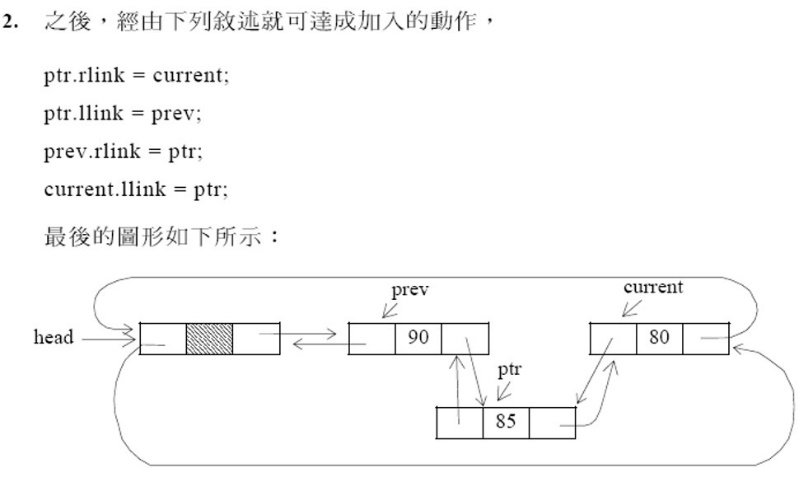 2. 之後，經由下列敘述就可達成加入的動作，
ptr.rlink = current;
ptr.llink = prev;
prev.rlink = ptr;
current.llink = ptr;
最後的圖形如下所示：
prev
current
head
90
80
ptr
85